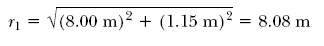 r₁ = √(8.00 m)² + (1.15 m)² = 8.08 m